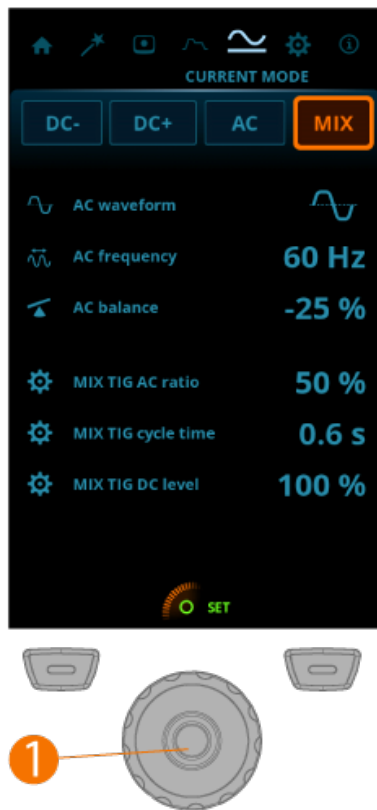 CURRENT MODE
DC- DC+ AC MIX
AC waveform
AC frequency 60 Hz
AC balance -25 %
MIX TIG AC ratio 50 %
MIX TIG cycle time 0.6 s
MIX TIG DC level 100 %
SET
1